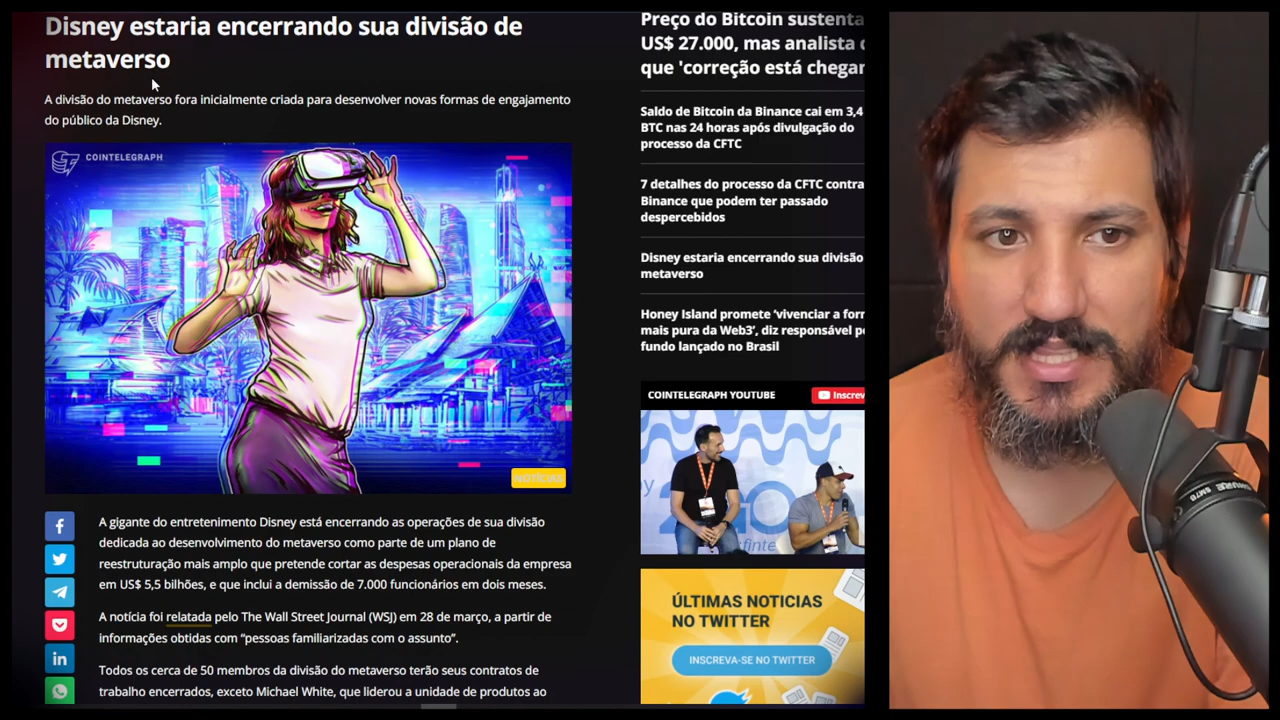 Disney estaria encerrando sua divisão de
metaverso
A divisão do metaverso fora inicialmente criada para desenvolver novas formas de engajamento
do público da Disney.
COINTELEGRAPH
NOTÍCIAS
A gigante do entretenimento Disney está encerrando as operações de sua divisão
dedicada ao desenvolvimento do metaverso como parte de um plano de
reestruturação mais amplo que pretende cortar as despesas operacionais da empresa
em US$ 5,5 bilhões, e que inclui a demissão de 7.000 funcionários em dois meses.
A notícia foi relatada pelo The Wall Street Journal (WSJ) em 28 de março, a partir de
informações obtidas com “pessoas familiarizadas com o assunto”.
Todos os cerca de 50 membros da divisão do metaverso terão seus contratos de
trabalho encerrados, exceto Michael White, que liderou a unidade de produtos ao
Preço do Bitcoin sustenta
US$ 27.000, mas analista
que 'correção está chegar
Saldo de Bitcoin da Binance cai em 3,4
BTC nas 24 horas após divulgação do
processo da CFTC
7 detalhes do processo da CFTC contra
Binance que podem ter passado
despercebidos
Disney estaria encerrando sua divisão
metaverso
Honey Island promete ‘vivenciar a forr
mais pura da Web3’, diz responsável p
fundo lançado no Brasil
COINTELEGRAPH YOUTUBE
Inscrev
ÚLTIMAS NOTICIAS
NO TWITTER
INSCREVA-SE NO TWITTER
SHURE SM7B